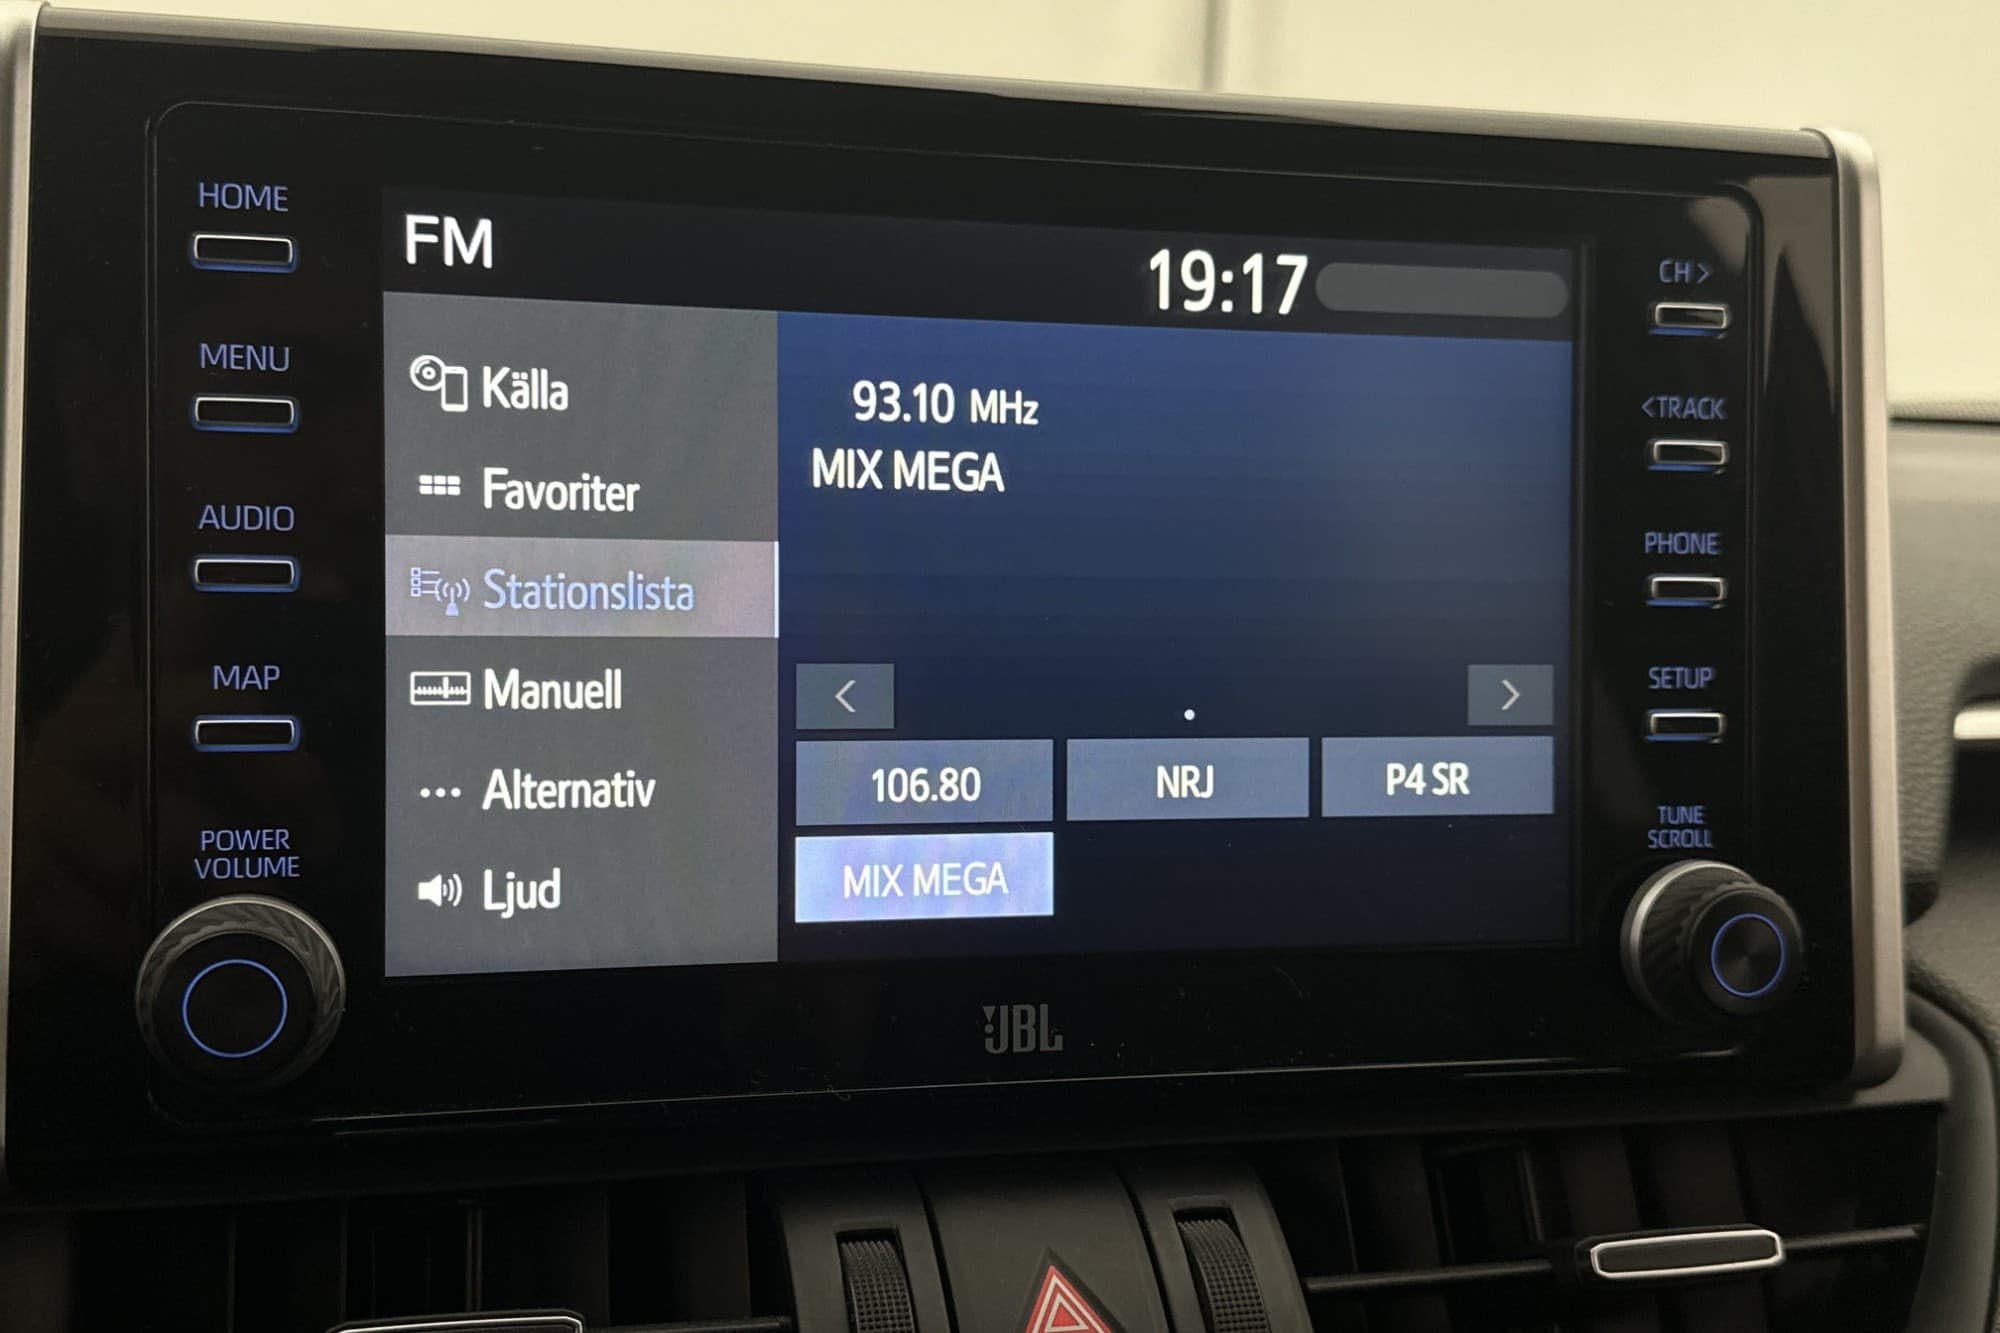 HOME
MENU
AUDIO
MAP
POWER
VOLUME
FM
19:17
Källa
Favoriter
Stationslista
Manuell
Alternativ
Ljud
93.10 MHz
MIX MEGA
<
>
106.80
NRJ
P4 SR
MIX MEGA
CH>
<TRACK
PHONE
SETUP
TUNE
SCROLL
JBL